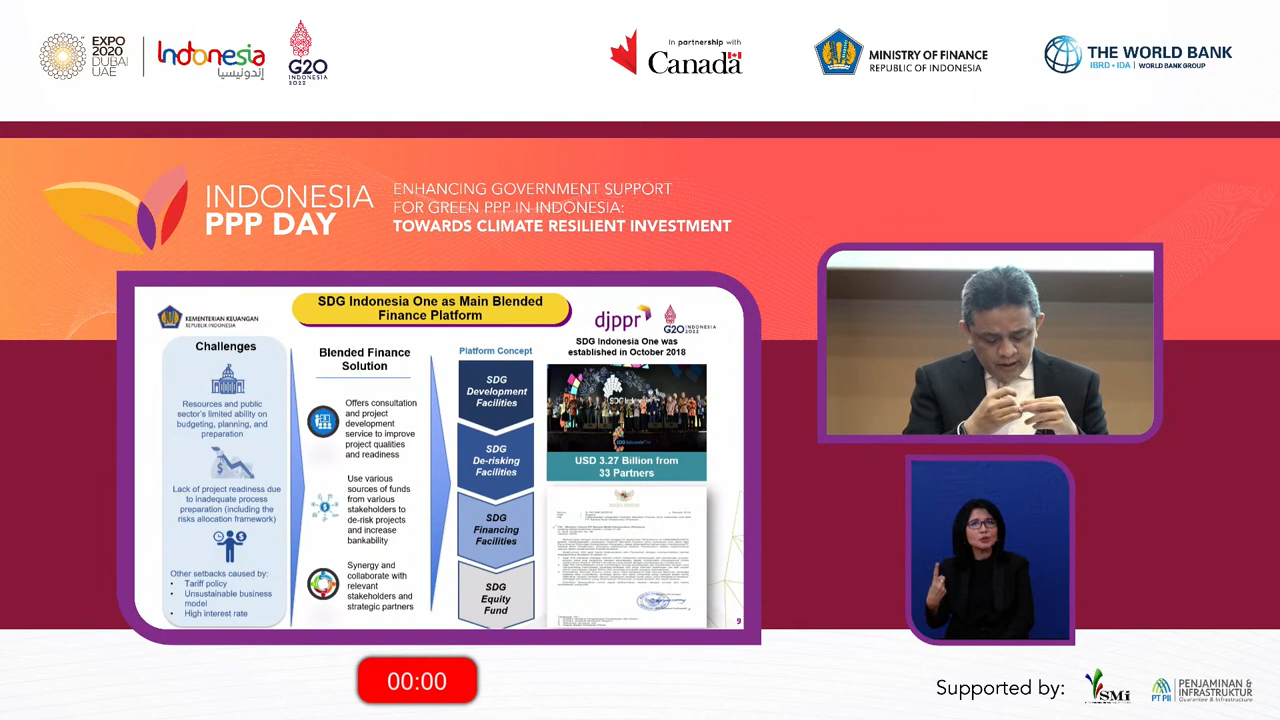 EXPO
2020
DUBAI
UAE
Indonesia
إندونيسيا
G20
INDONESIA
2022
In partnership with
Canada
MINISTRY OF FINANCE
REPUBLIC OF INDONESIA
THE WORLD BANK
IBRD • IDA | WORLD BANK GROUP
INDONESIA
PPP DAY
ENHANCING GOVERNMENT SUPPORT
FOR GREEN PPP IN INDONESIA:
TOWARDS CLIMATE RESILIENT INVESTMENT
KEMENTERIAN KEUANGAN
REPUBLIK INDONESIA
SDG Indonesia One as Main Blended
Finance Platform
djppr
G20 INDONESIA
2022
Challenges
Resources and public
sector's limited ability on
budgeting, planning, and
preparation
Lack of project readiness due
to inadequate process
preparation (including the
risks allocation framework)
Other setbacks caused by:
• Tariff policy
• Unsustainable business
model
• High interest rate
Blended Finance
Solution
Offers consultation
and project
development
service to improve
project qualities
and readiness
Use various
sources of funds
from various
stakeholders to
de-risk projects
and increase
bankability
Synergy and
collaborate with
relevant
stakeholders and
strategic partners
Platform Concept
SDG
Development
Facilities
SDG
De-risking
Facilities
SDG
Financing
Facilities
SDG
Equity
Fund
SDG Indonesia One was
established in October 2018
USD 3.27 Billion from
33 Partners
9
00:00
Supported by:
SMi
PT PII
PENJAMINAN &
INFRASTRUKTUR
Guarantee & Infrastructure